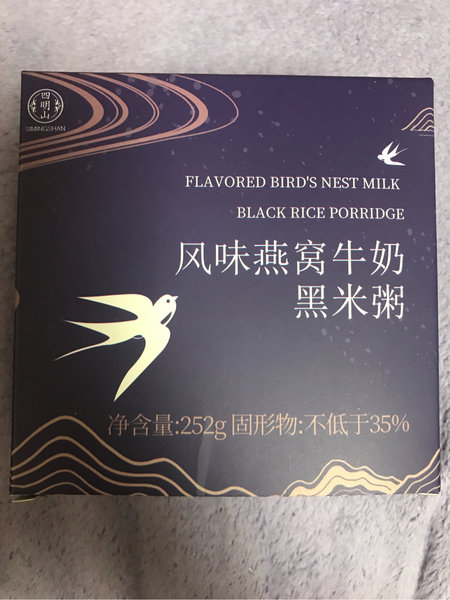 四明山
SIMINGSHAN
FLAVORED BIRD'S NEST MILK
BLACK RICE PORRIDGE
风味燕窝牛奶
黑米粥
净含量:252g 固形物:不低于35%